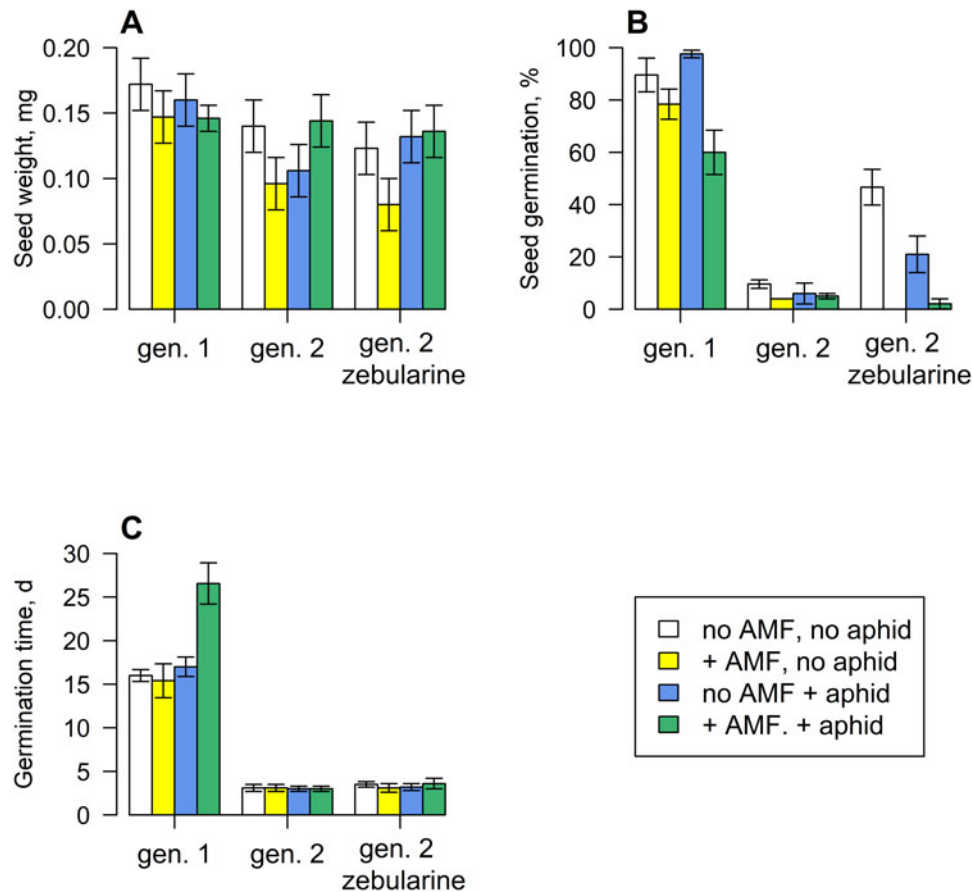 A
Seed weight, mg
0.20
0.15
0.10
0.05
0.00
gen. 1
gen. 2
gen. 2
zebularine
B
Seed germination, %
100
80
60
40
20
0
gen. 1
gen. 2
gen. 2
zebularine
C
Germination time, d
30
25
20
15
10
5
0
gen. 1
gen. 2
gen. 2
zebularine
no AMF, no aphid
+ AMF, no aphid
no AMF + aphid
+ AMF. + aphid